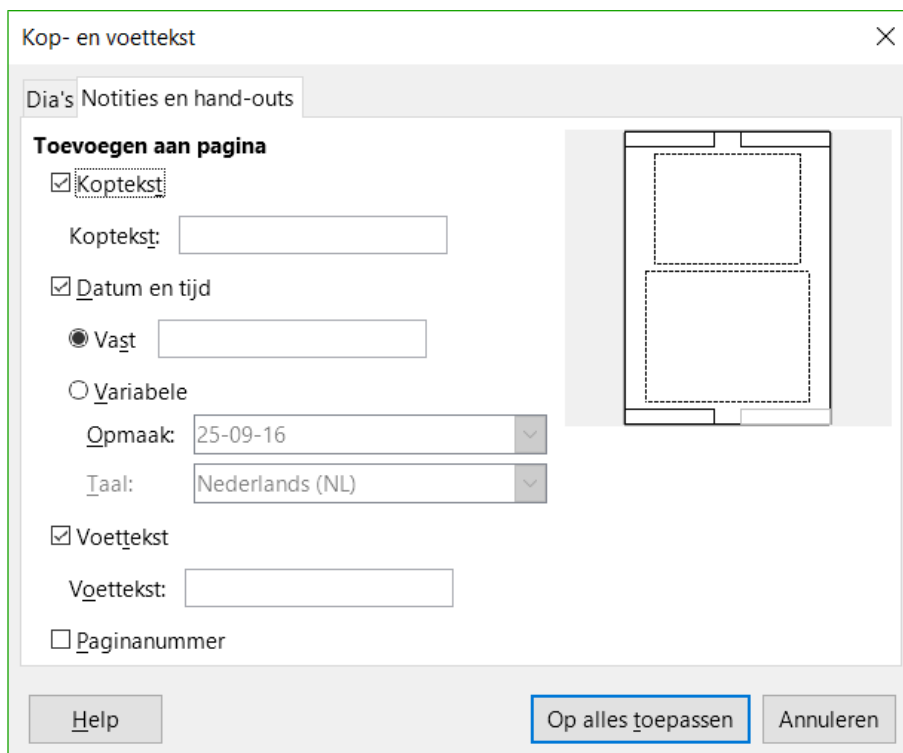 Kop- en voettekst
Dia's Notities en hand-outs
Toevoegen aan pagina
Koptekst
Koptekst:
Datum en tijd
Vast
Variabele
Opmaak: 25-09-16
Taal: Nederlands (NL)
Voettekst
Voettekst:
Paginanummer
Help Op alles toepassen Annuleren